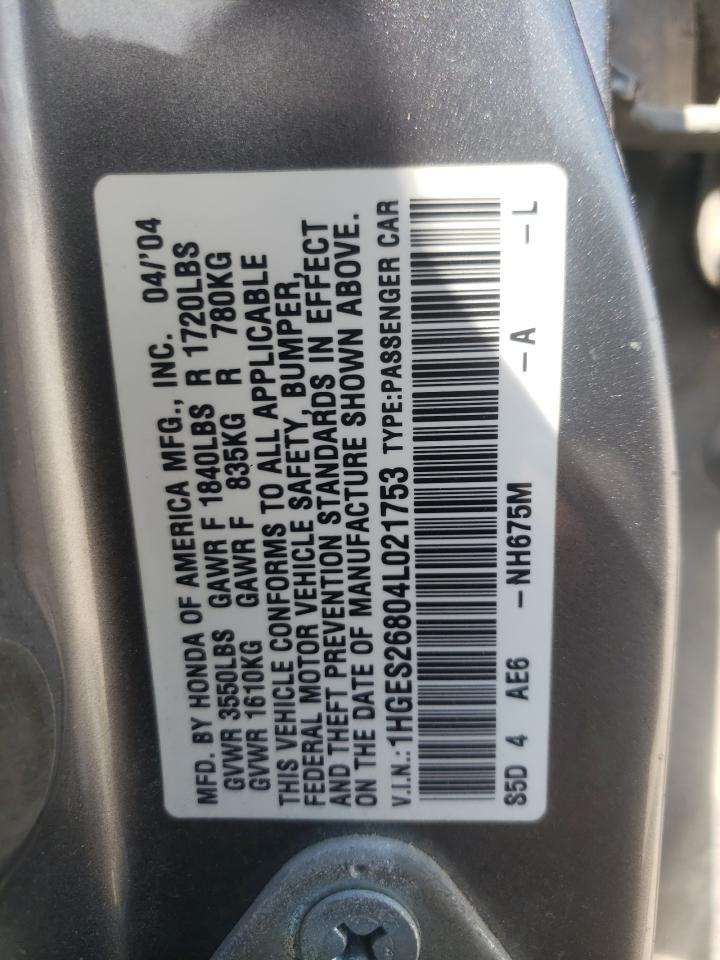 MFD. BY HONDA OF AMERICA MFG., INC. 04/'04
GVWR 3550LBS GAWR F 1840LBS R 1720LBS
GVWR 1610KG GAWR F 835KG R 780KG
THIS VEHICLE CONFORMS TO ALL APPLICABLE
FEDERAL MOTOR VEHICLE SAFETY, BUMPER,
AND THEFT PREVENTION STANDARDS IN EFFECT
ON THE DATE OF MANUFACTURE SHOWN ABOVE.
V.I.N.:1HGES26804L021753 TYPE:PASSENGER CAR
S5D 4 AE6 -NH675M -A -L